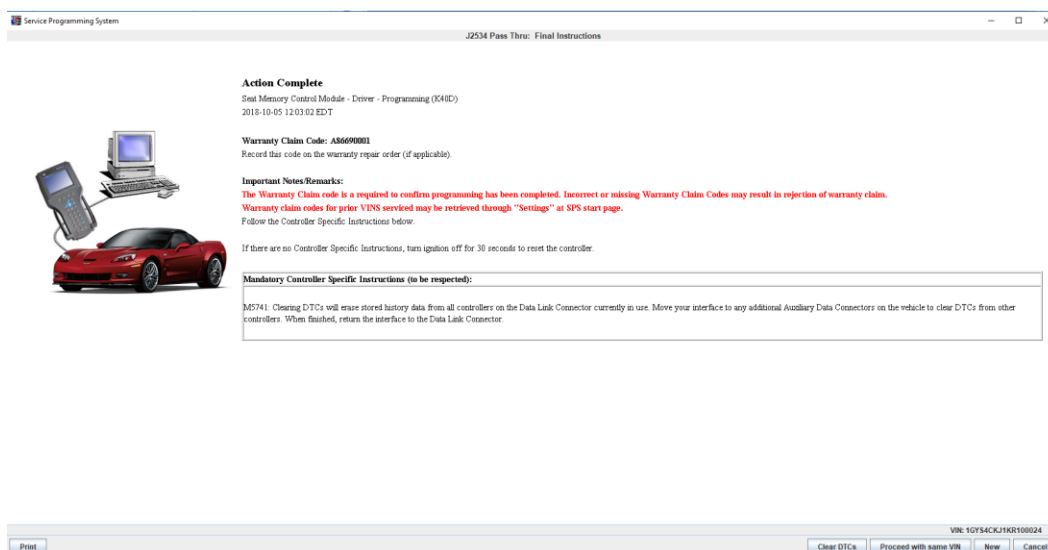 Service Programming System
J2534 Pass Thru: Final Instructions
Action Complete
Seat Memory Control Module - Driver - Programming (K40D)
2018-10-05 12:03:02 EDT
Warranty Claim Code: A86690001
Record this code on the warranty repair order (if applicable).
Important Notes/Remarks:
The Warranty Claim code is a required to confirm programming has been completed. Incorrect or missing Warranty Claim Codes may result in rejection of warranty claim.
Warranty claim codes for prior VINS serviced may be retrieved through "Settings" at SPS start page.
Follow the Controller Specific Instructions below.
If there are no Controller Specific Instructions, turn ignition off for 30 seconds to reset the controller.
Mandatory Controller Specific Instructions (to be respected):
M5741: Clearing DTCs will erase stored history data from all controllers on the Data Link Connector currently in use. Move your interface to any additional Auxiliary Data Connectors on the vehicle to clear DTCs from other
controllers. When finished, return the interface to the Data Link Connector.
VIN: 1GYS4CKJ1KR100024
Print Clear DTCs Proceed with same VIN New Cancel